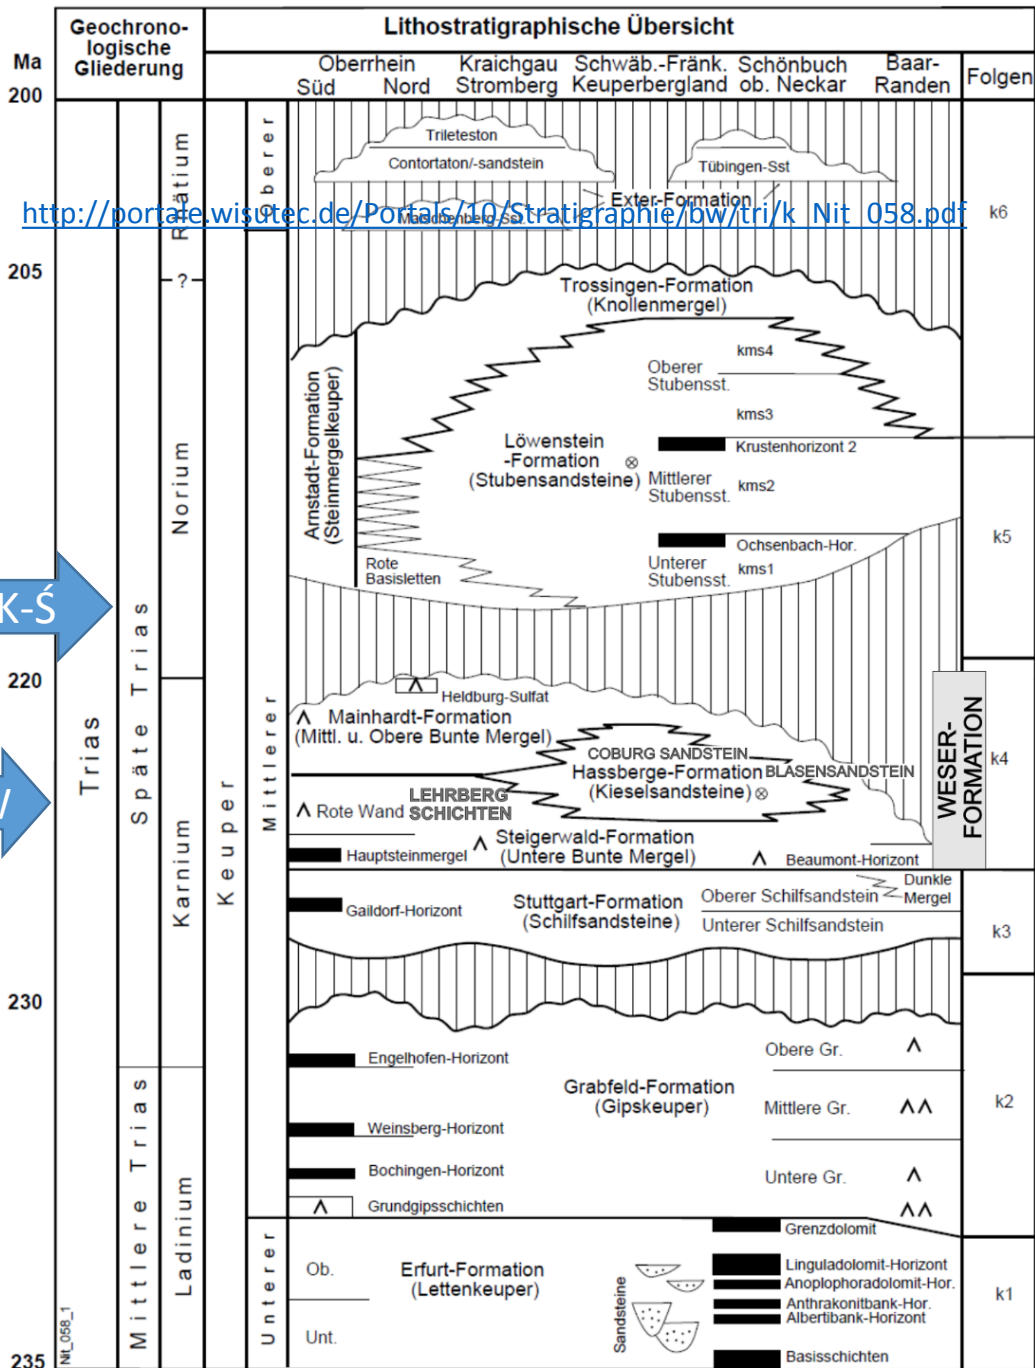 Geochrono-
logische
Gliederung
Lithostratigraphische Übersicht
Ma
Oberrhein
Süd Nord
Kraichgau
Stromberg
Schwäb.-Fränk.
Keuperbergland
Schönbuch
ob. Neckar
Baar-
Randen
Folgen
200
205
220
230
235
Trias
Späte Trias
Mittlere Trias
Rhätium
?
Norium
Karnium
Ladinium
Keuper
Oberer
Mittlerer
Unterer
Trileteston
Contortaton/-sandstein
Tübingen-Sst
Exter-Formation
http://portale.wisutec.de/Portals/10/Stratigraphie/bw/tri/k_Nit_058.pdf
k6
Trossingen-Formation
(Knollenmergel)
kms4
Oberer
Stubensst.
kms3
Arnstadt-Formation
(Steinmergelkeuper)
Löwenstein
-Formation
(Stubensandsteine)
Krustenhorizont 2
Mittlerer
Stubensst.
kms2
Ochsenbach-Hor.
k5
Rote
Basisletten
Unterer
Stubensst.
kms1
K-Ś
Heldburg-Sulfat
Mainhardt-Formation
(Mittl. u. Obere Bunte Mergel)
COBURG SANDSTEIN
Hassberge-Formation
(Kieselsandsteine)
BLASENSANDSTEIN
WESER-
FORMATION
k4
Rote Wand
LEHRBERG
SCHICHTEN
Steigerwald-Formation
(Untere Bunte Mergel)
Hauptsteinmergel
Beaumont-Horizont
Dunkle
Mergel
Oberer Schilfsandstein
Stuttgart-Formation
(Schilfsandsteine)
Gaildorf-Horizont
Unterer Schilfsandstein
k3
Obere Gr.
Engelhofen-Horizont
Grabfeld-Formation
(Gipskeuper)
Mittlere Gr.
k2
Weinsberg-Horizont
Bochingen-Horizont
Untere Gr.
Grundgipsschichten
Grenzdolomit
Ob.
Erfurt-Formation
(Lettenkeuper)
Sandsteine
Linguladolomit-Horizont
Anoplophoradolomit-Hor.
Anthrakonitbank-Hor.
Albertibank-Horizont
k1
Unt.
Basisschichten
Nit_058_1